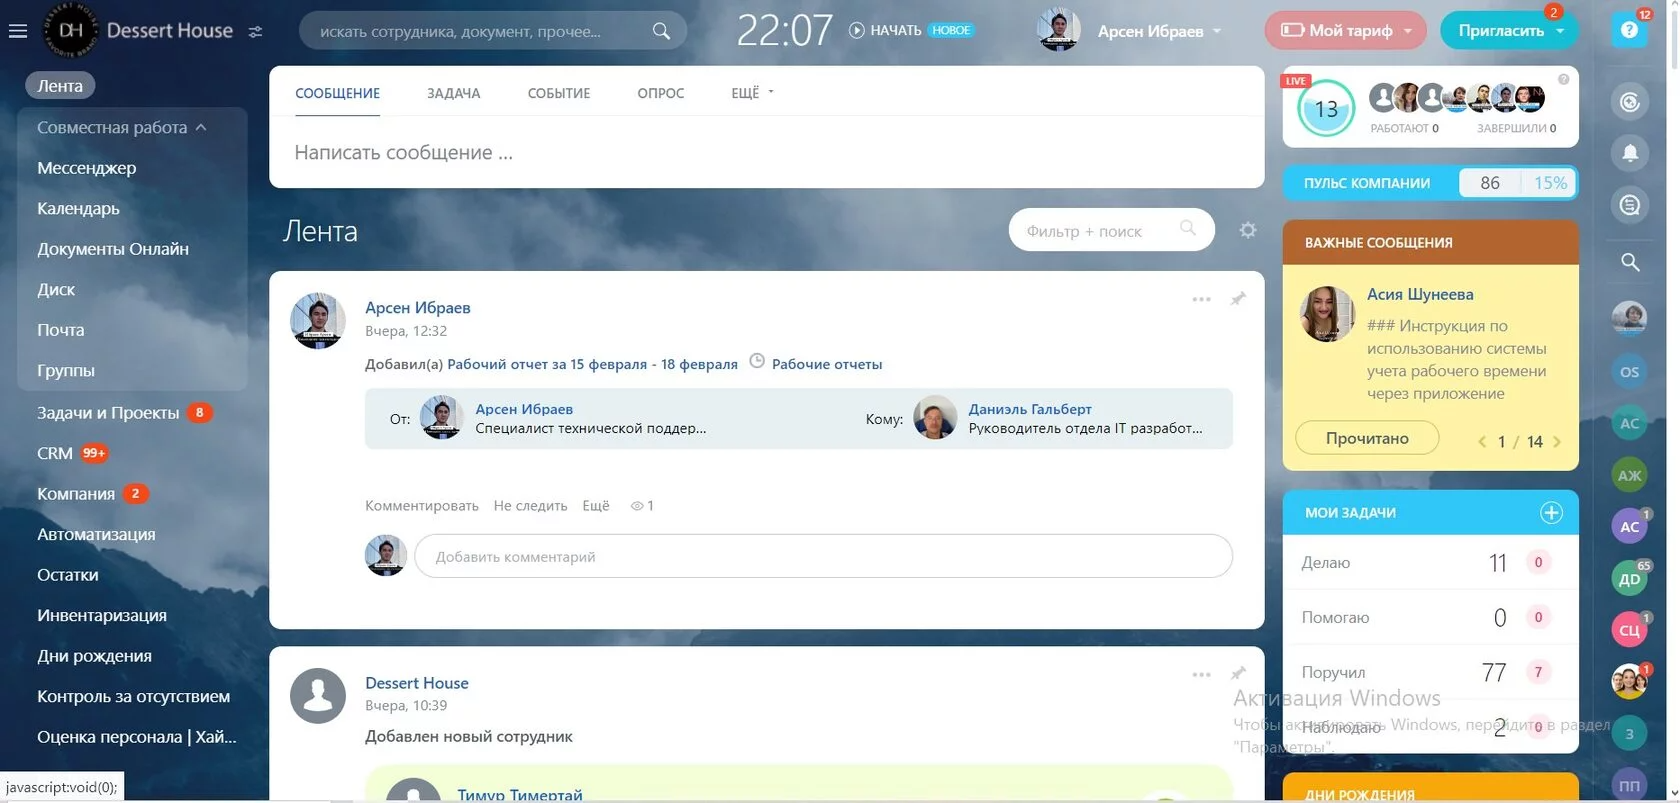 DESSERT HOUSE
DH
FAVORITE BRAND
Dessert House
искать сотрудника, документ, прочее...
22:07
НАЧАТЬ НОВОЕ
Арсен Ибраев
Мой тариф
Пригласить
2
12
Лента
Совместная работа
Мессенджер
Календарь
Документы Онлайн
Диск
Почта
Группы
Задачи и Проекты 8
CRM 99+
Компания 2
Автоматизация
Остатки
Инвентаризация
Дни рождения
Контроль за отсутствием
Оценка персонала | Хай...
javascript:void(0);
СООБЩЕНИЕ ЗАДАЧА СОБЫТИЕ ОПРОС ЕЩЁ
Написать сообщение ...
Лента
Фильтр + поиск
Арсен Ибраев
Вчера, 12:32
Добавил(а) Рабочий отчет за 15 февраля - 18 февраля Рабочие отчеты
От: Арсен Ибраев
Специалист технической поддер...
Кому: Даниэль Гальберт
Руководитель отдела IT разработ...
Комментировать Не следить Ещё 1
Добавить комментарий
Dessert House
Вчера, 10:39
Добавлен новый сотрудник
Тимур Тимертай
LIVE
13
РАБОТАЮТ 0 ЗАВЕРШИЛИ 0
ПУЛЬС КОМПАНИИ 86 15%
ВАЖНЫЕ СООБЩЕНИЯ
Асия Шунеева
### Инструкция по
использованию системы
учета рабочего времени
через приложение
Прочитано
1 / 14
МОИ ЗАДАЧИ
Делаю 11 0
Помогаю 0 0
Поручил 77 7
Наблюдаю 2 0
Активация Windows
Чтобы активировать Windows, перейдите в раздел
"Параметры".
ДНИ РОЖДЕНИЯ
OS
АС
АЖ
АС 1
ДD 65
СЦ 1
1
З
ПП